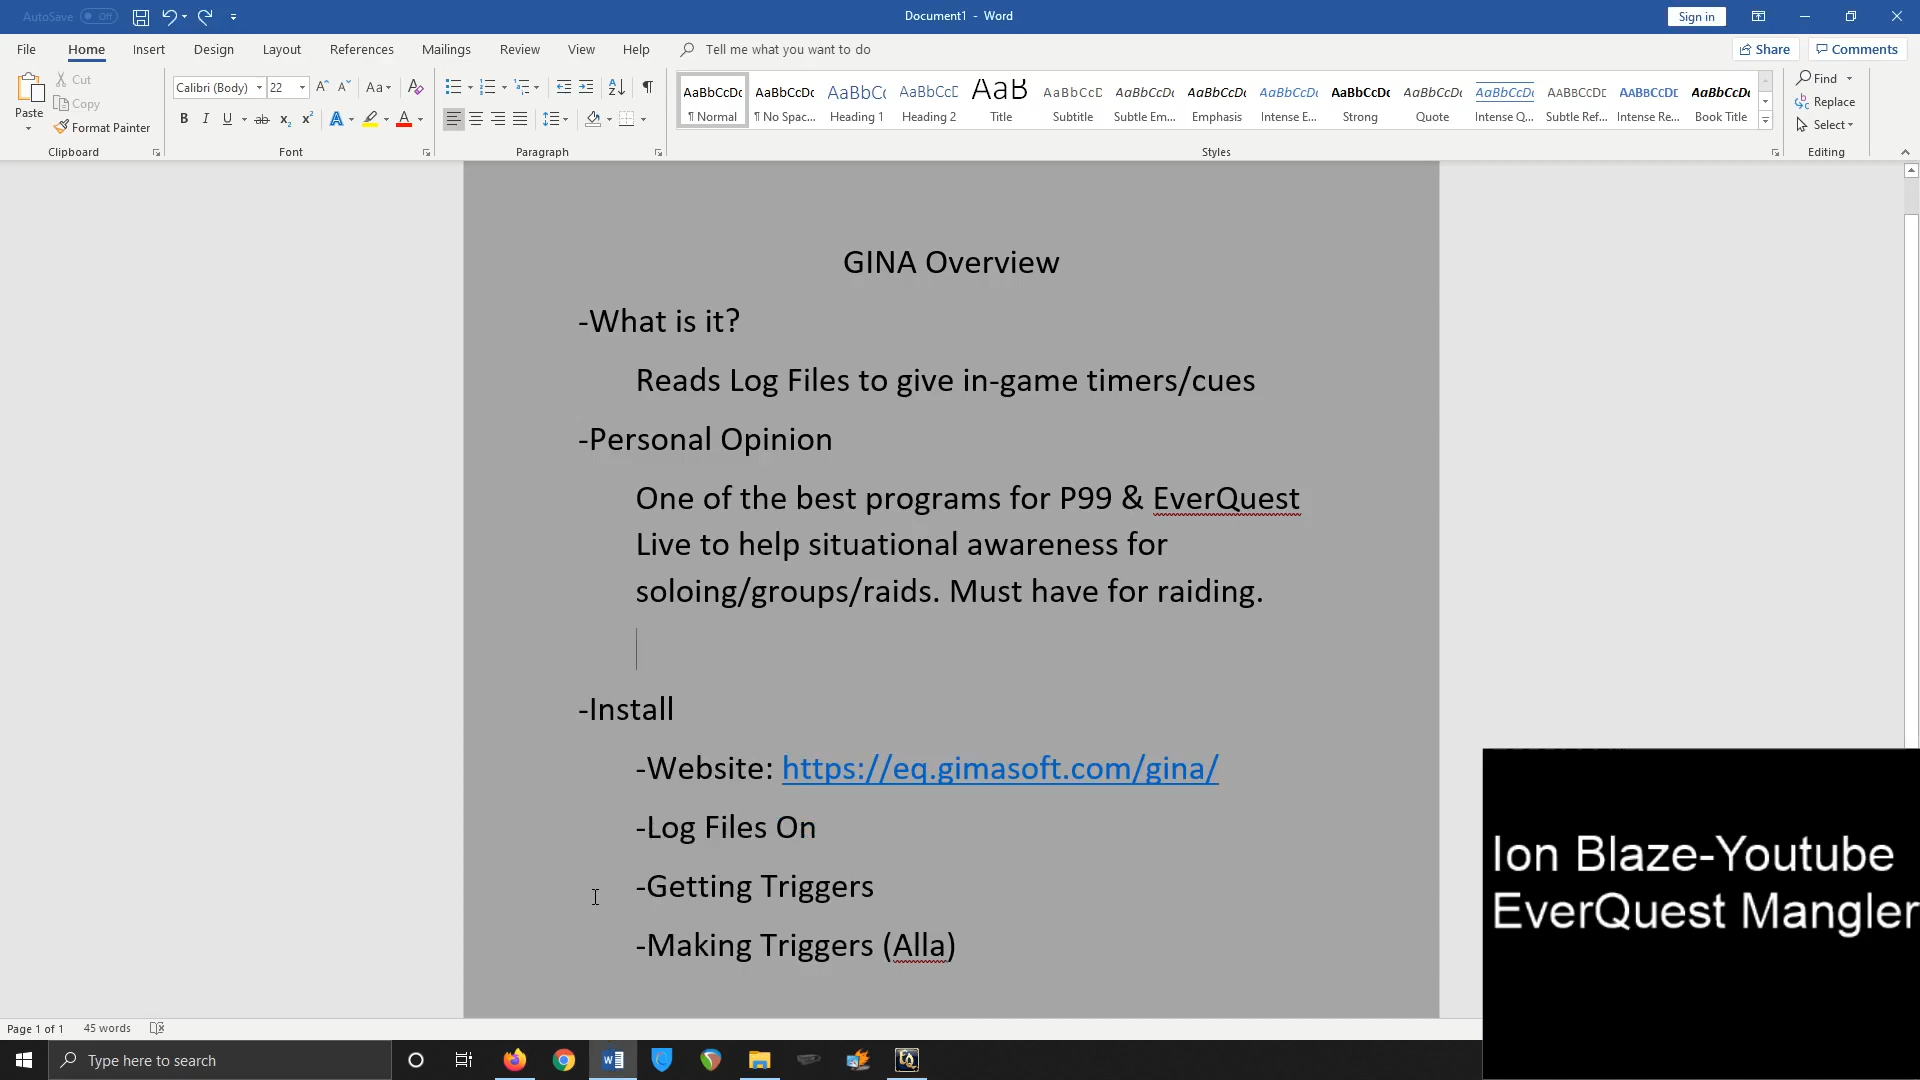 AutoSave Off
Document1 - Word
Sign in
File Home Insert Design Layout References Mailings Review View Help Tell me what you want to do
Share Comments
Paste
Cut
Copy
Format Painter
Clipboard
Calibri (Body) 22
Font
Paragraph
AaBbCcDc AaBbCcDc AaBbCc AaBbCcD AaB AaBbCcD AaBbCcDc AaBbCcDc AaBbCcDc AaBbCcDc AaBbCcDc AaBbCcDc AABBCCDD AABBCCDD AaBbCcDc
¶ Normal ¶ No Spac... Heading 1 Heading 2 Title Subtitle Subtle Em... Emphasis Intense E... Strong Quote Intense Q... Subtle Ref... Intense Re... Book Title
Styles
Find
Replace
Select
Editing
GINA Overview
-What is it?
Reads Log Files to give in-game timers/cues
-Personal Opinion
One of the best programs for P99 & EverQuest
Live to help situational awareness for
soloing/groups/raids. Must have for raiding.
-Install
-Website: https://eq.gimasoft.com/gina/
-Log Files On
-Getting Triggers
-Making Triggers (Alla)
Ion Blaze-Youtube
EverQuest Mangler
Page 1 of 1 45 words
Type here to search